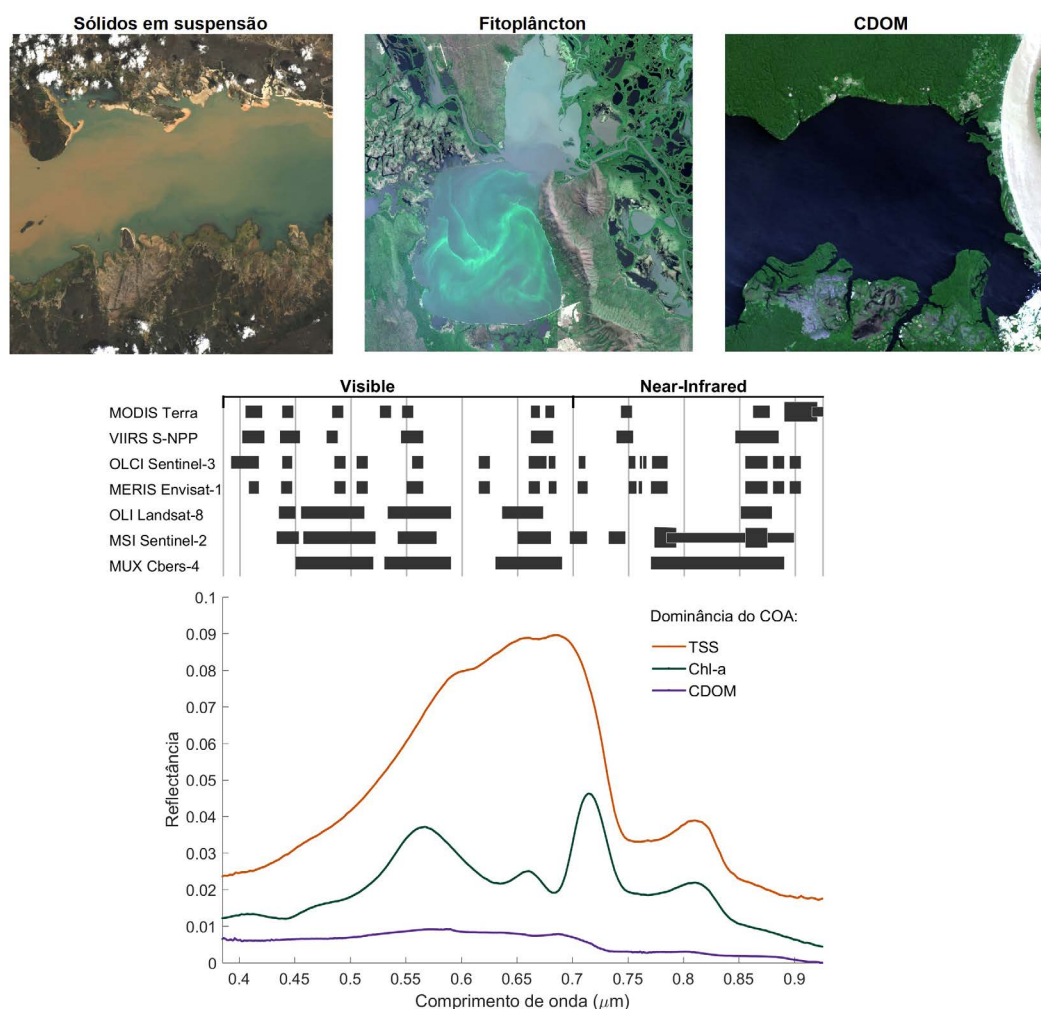 Sólidos em suspensão
Fitoplâncton
CDOM
Visible
Near-Infrared
MODIS Terra
VIIRS S-NPP
OLCI Sentinel-3
MERIS Envisat-1
OLI Landsat-8
MSI Sentinel-2
MUX Cbers-4
0.1
0.09
0.08
0.07
0.06
0.05
0.04
0.03
0.02
0.01
0
Reflectância
Dominância do COA:
TSS
Chl-a
CDOM
0.4 0.45 0.5 0.55 0.6 0.65 0.7 0.75 0.8 0.85 0.9
Comprimento de onda (μm)